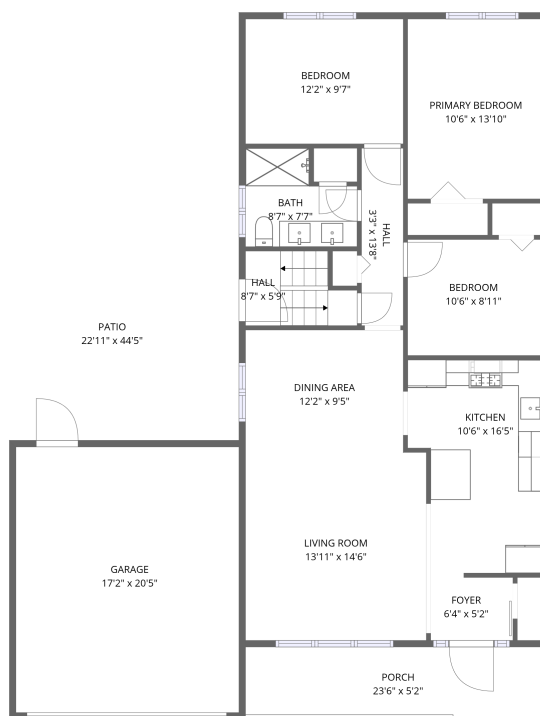 BEDROOM
12'2" x 9'7"
PRIMARY BEDROOM
10'6" x 13'10"
BATH
8'7" x 7'7"
HALL
3'3" x 13'8"
HALL
8'7" x 5'9"
BEDROOM
10'6" x 8'11"
PATIO
22'11" x 44'5"
DINING AREA
12'2" x 9'5"
KITCHEN
10'6" x 16'5"
LIVING ROOM
13'11" x 14'6"
GARAGE
17'2" x 20'5"
FOYER
6'4" x 5'2"
PORCH
23'6" x 5'2"